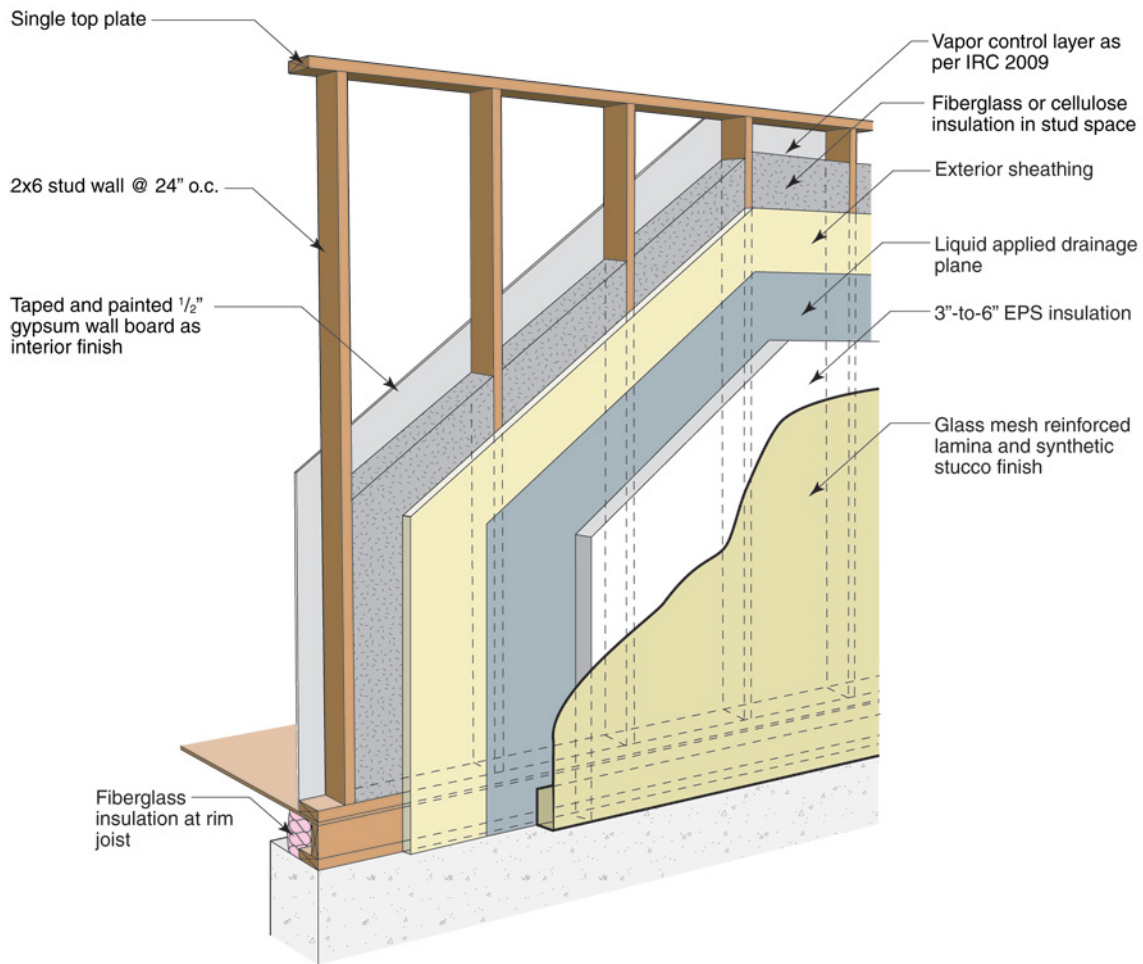 Single top plate
2x6 stud wall @ 24” o.c.
Taped and painted ½”
gypsum wall board as
interior finish
Fiberglass
insulation at rim
joist
Vapor control layer as
per IRC 2009
Fiberglass or cellulose
insulation in stud space
Exterior sheathing
Liquid applied drainage
plane
3”-to-6” EPS insulation
Glass mesh reinforced
lamina and synthetic
stucco finish